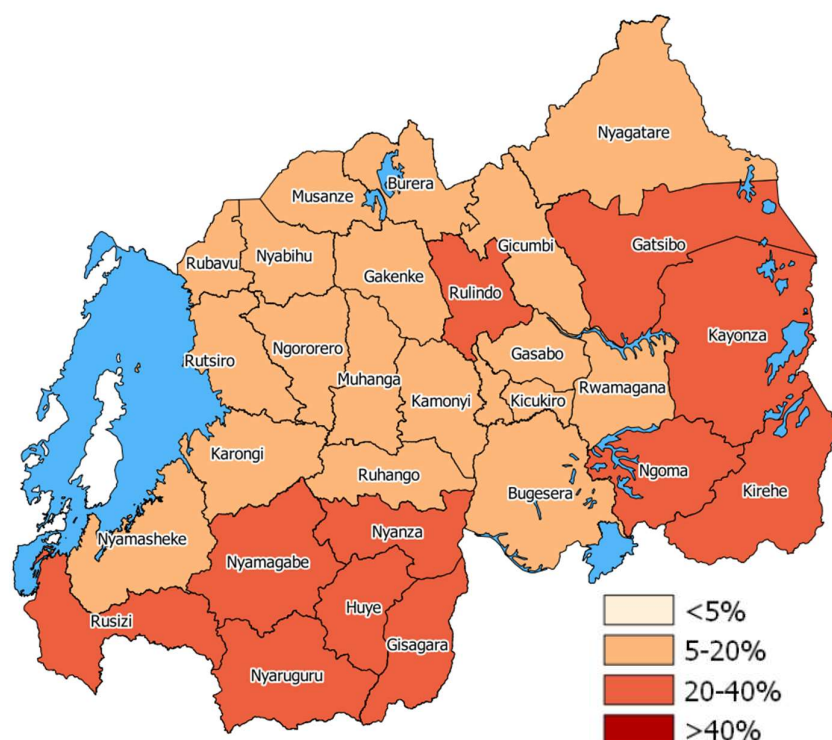 Nyagatare
Burera
Musanze
Gicumbi
Gatsibo
Rubavu
Nyabihu
Gakenke
Rulindo
Kayonza
Rutsiro
Ngororero
Gasabo
Muhanga
Kamonyi
Kicukiro
Rwamagana
Karongi
Ruhango
Ngoma
Bugesera
Kirehe
Nyamasheke
Nyanza
Nyamagabe
Huye
Rusizi
Gisagara
Nyaruguru
<5%
5-20%
20-40%
>40%